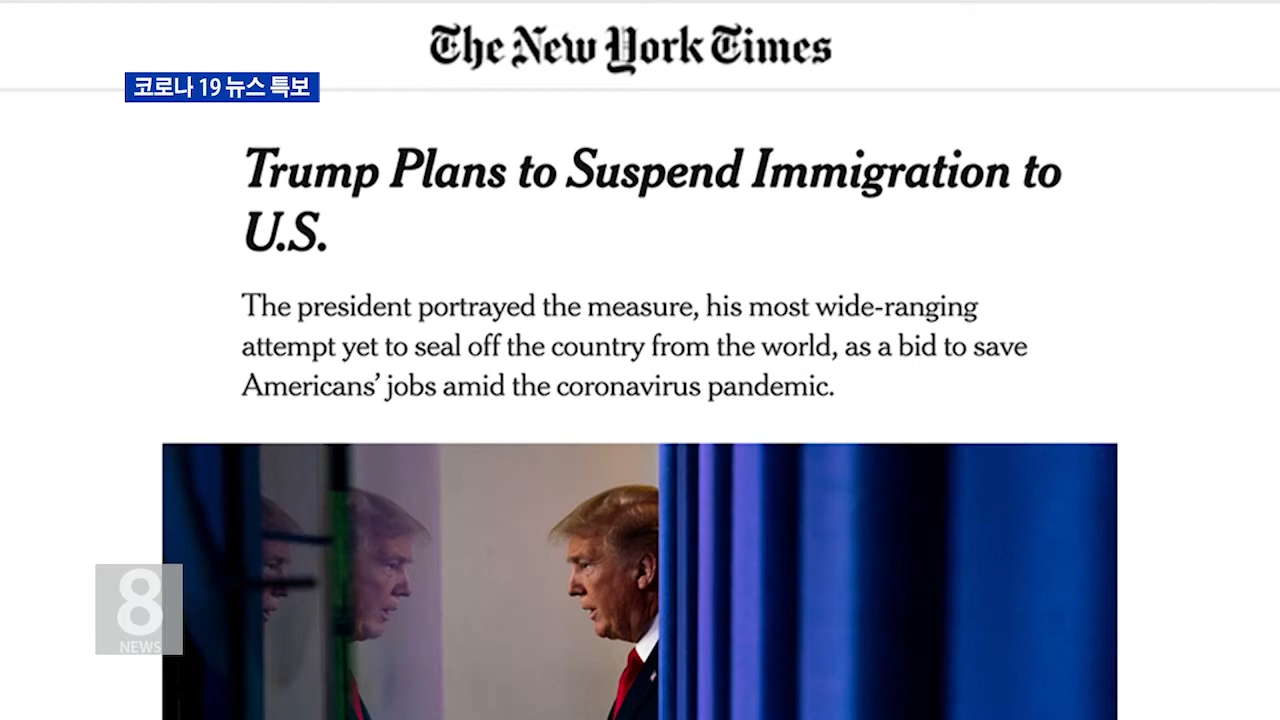 The New York Times
코로나 19 뉴스 특보
Trump Plans to Suspend Immigration to
U.S.
The president portrayed the measure, his most wide-ranging
attempt yet to seal off the country from the world, as a bid to save
Americans’ jobs amid the coronavirus pandemic.
8
NEWS